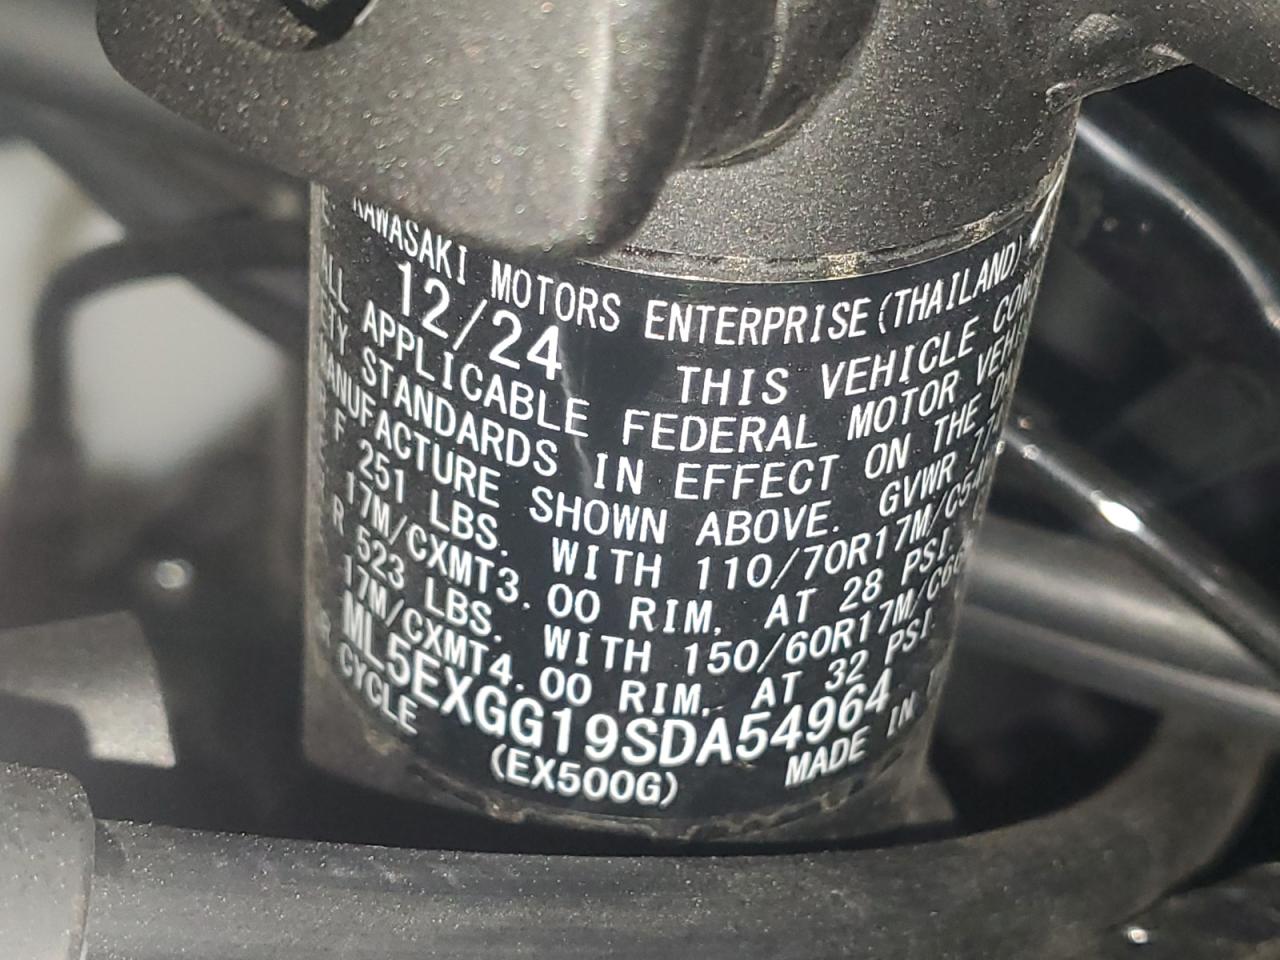 KAWASAKI MOTORS ENTERPRISE (THAILAND)
12/24 THIS VEHICLE
ALL APPLICABLE FEDERAL MOTOR
STANDARDS IN EFFECT ON THE
MANUFACTURE SHOWN ABOVE. GVWR
F 251 LBS. WITH 110/70R17M/C
17M/CXMT3.00 RIM, AT 28 PSI.
R 523 LBS. WITH 150/60R17M/C
17M/CXMT4.00 RIM, AT 32 PSI.
ML5EXGG19SDA54964
CYCLE (EX500G) MADE IN